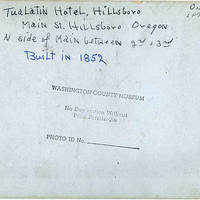 Tualatin Hotel, Hillsboro
Main St. Hillsboro Oregon
N side of Main between 2nd + 3rd
Built in 1852
WASHINGTON COUNTY MUSEUM
No Duplication Without
Prior Permission
PHOTO ID No.